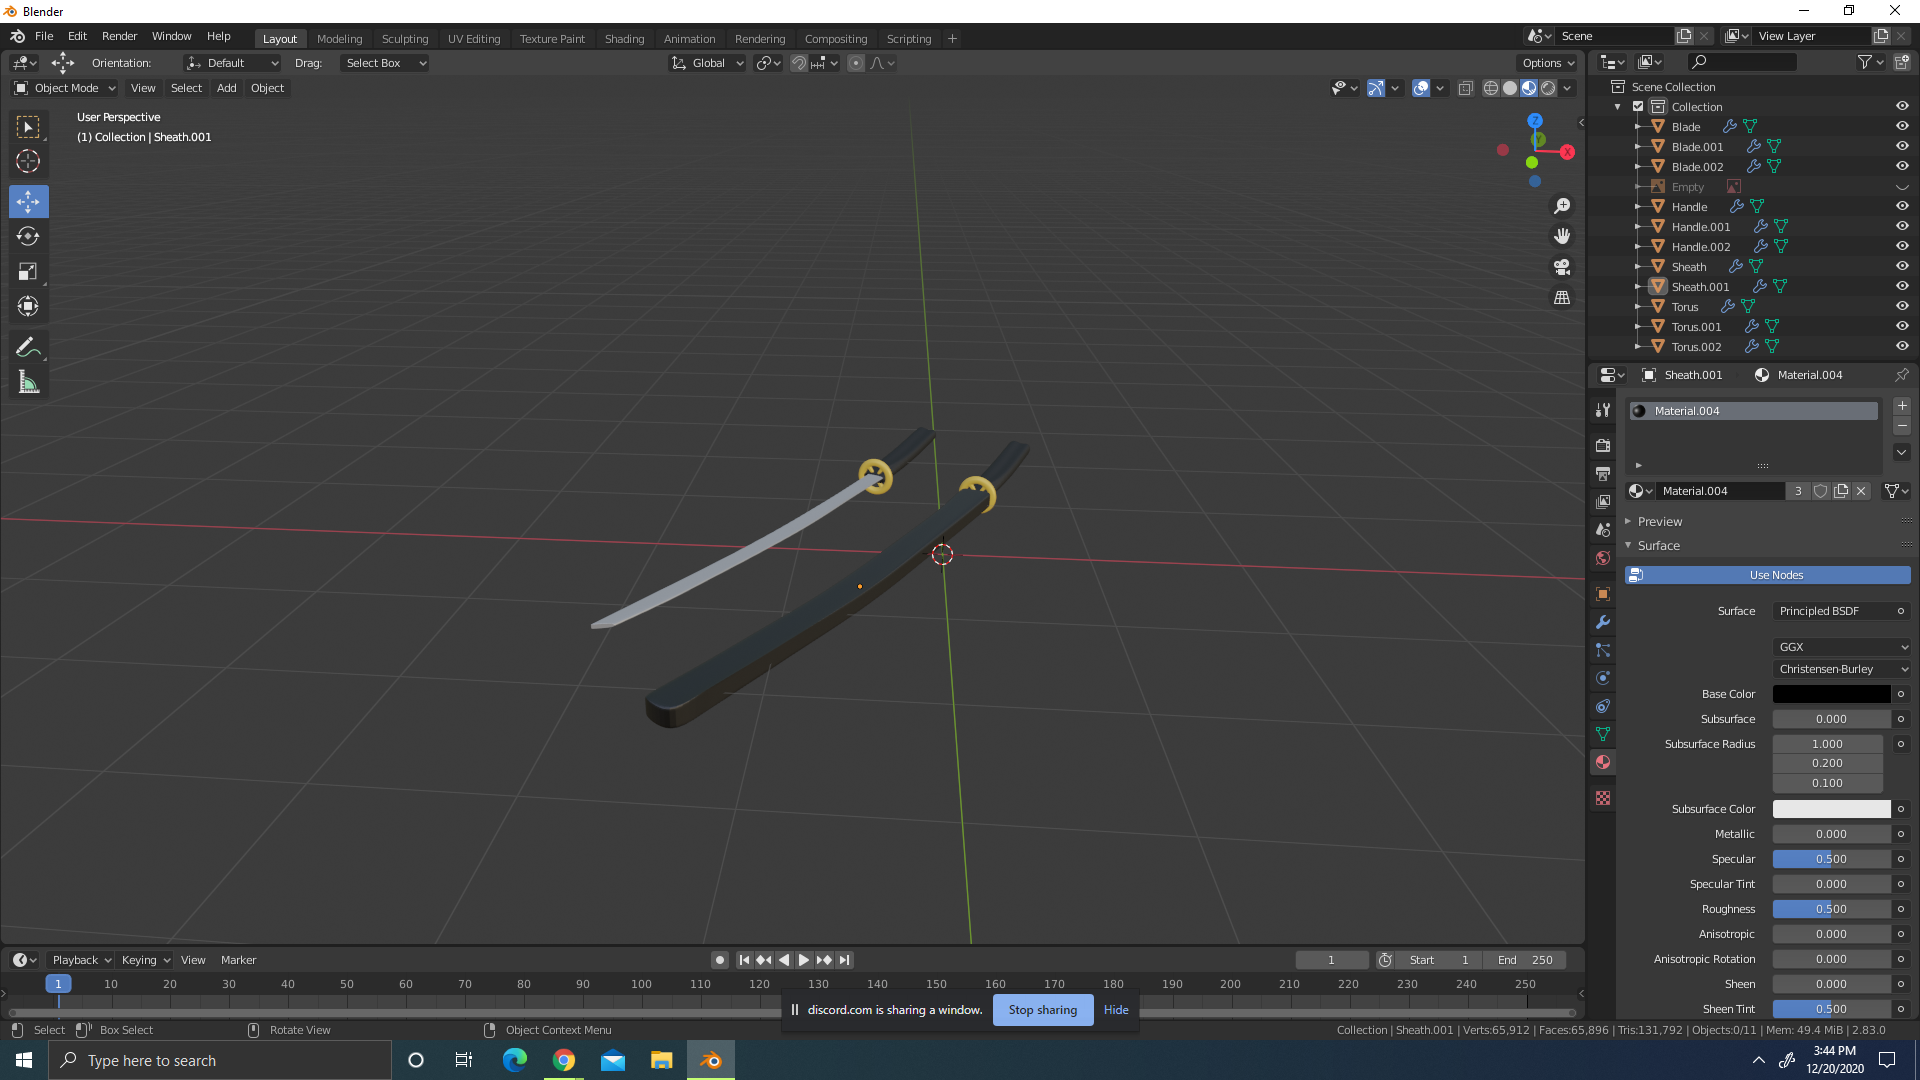 Blender
File Edit Render Window Help Layout Modeling Sculpting UV Editing Texture Paint Shading Animation Rendering Compositing Scripting + Scene View Layer
Orientation: Default Drag: Select Box Global Options
Object Mode View Select Add Object
User Perspective
(1) Collection | Sheath.001
Z
Y
X
Scene Collection
Collection
Blade
Blade.001
Blade.002
Empty
Handle
Handle.001
Handle.002
Sheath
Sheath.001
Torus
Torus.001
Torus.002
Sheath.001 Material.004
Material.004
Material.004 3
Preview
Surface
Use Nodes
Surface Principled BSDF
GGX
Christensen-Burley
Base Color
Subsurface 0.000
Subsurface Radius 1.000
0.200
0.100
Subsurface Color
Metallic 0.000
Specular 0.500
Specular Tint 0.000
Roughness 0.500
Anisotropic 0.000
Anisotropic Rotation 0.000
Sheen 0.000
Sheen Tint 0.500
Playback Keying View Marker 1 Start 1 End 250
1 10 20 30 40 50 60 70 80 90 100 110 120 130 140 150 160 170 180 190 200 210 220 230 240 250
discord.com is sharing a window. Stop sharing Hide
Select Box Select Rotate View Object Context Menu Collection | Sheath.001 | Verts:65,912 | Faces:65,896 | Tris:131,792 | Objects:0/11 | Mem: 49.4 MiB | 2.83.0
Type here to search
3:44 PM
12/20/2020